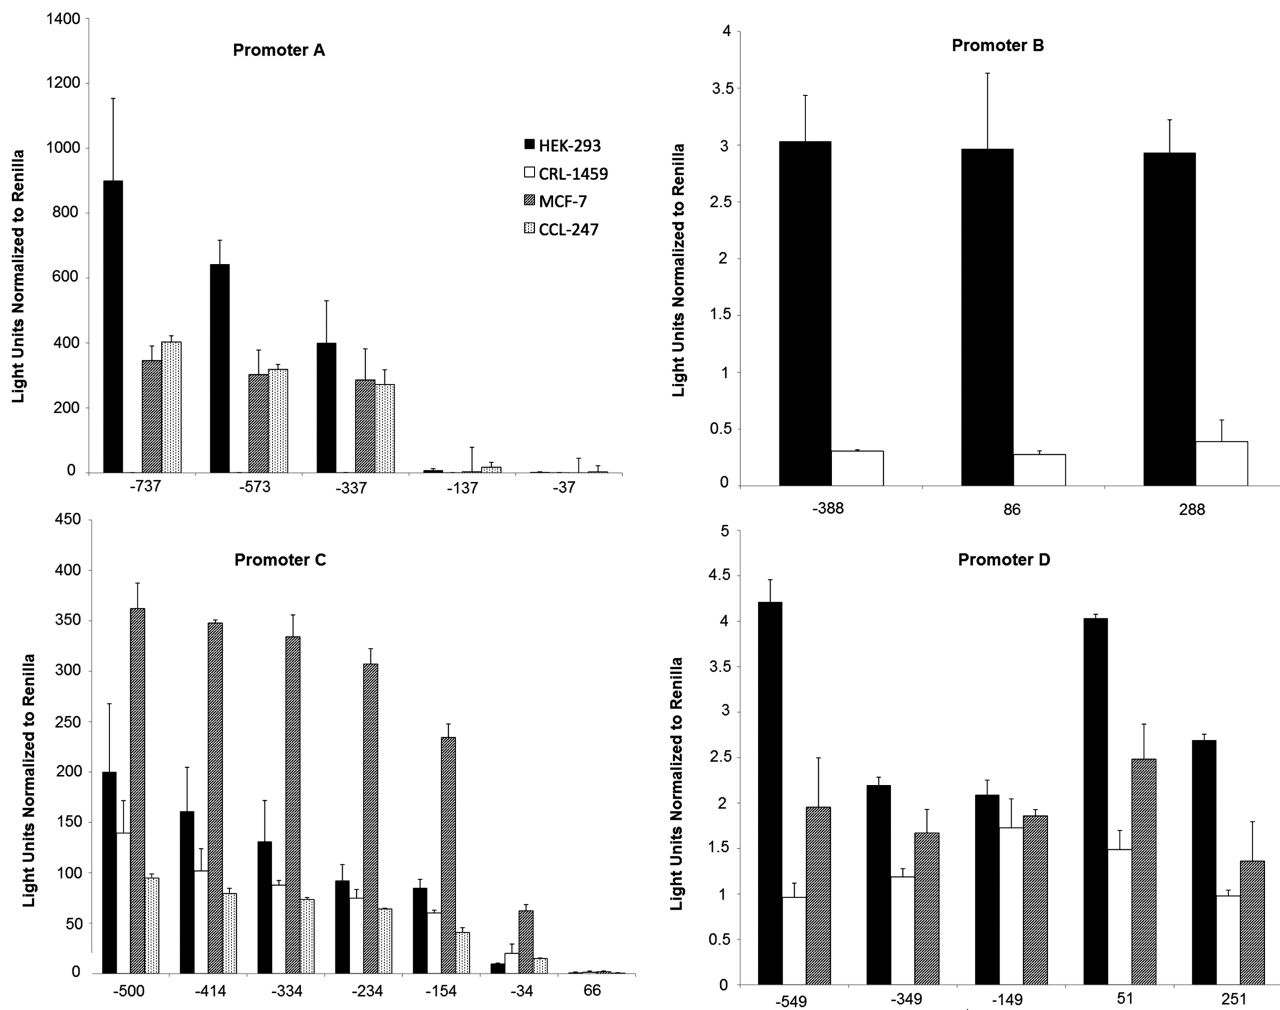 Promoter A
Light Units Normalized to Renilla
1400
1200
1000
800
600
400
200
0
-737 -573 -337 -137 -37
HEK-293
CRL-1459
MCF-7
CCL-247
Promoter B
Light Units Normalized to Renilla
4
3.5
3
2.5
2
1.5
1
0.5
0
-388 86 288
Promoter C
Light Units Normalized to Renilla
450
400
350
300
250
200
150
100
50
0
-500 -414 -334 -234 -154 -34 66
Promoter D
Light Units Normalized to Renilla
5
4.5
4
3.5
3
2.5
2
1.5
1
0.5
0
-549 -349 -149 51 251